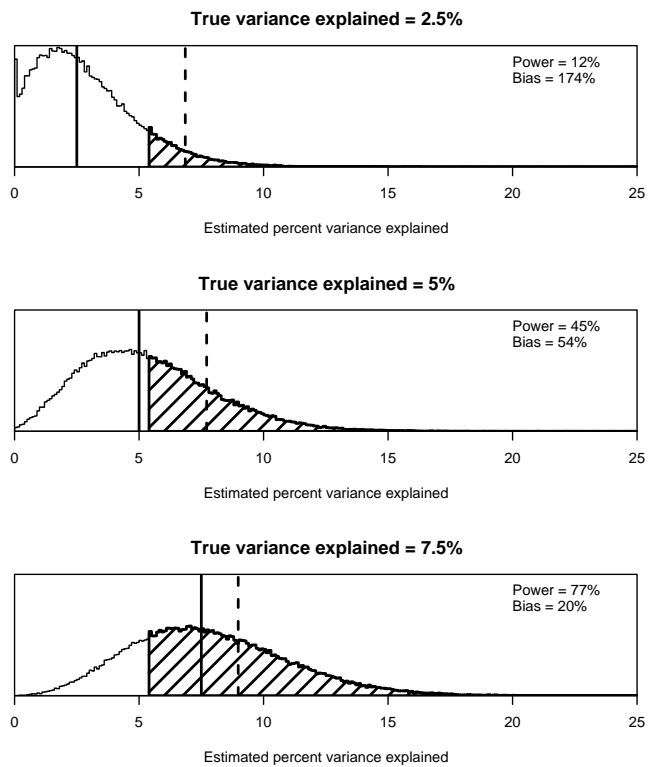 True variance explained = 2.5%
Power = 12%
Bias = 174%
0 5 10 15 20 25
Estimated percent variance explained
True variance explained = 5%
Power = 45%
Bias = 54%
0 5 10 15 20 25
Estimated percent variance explained
True variance explained = 7.5%
Power = 77%
Bias = 20%
0 5 10 15 20 25
Estimated percent variance explained